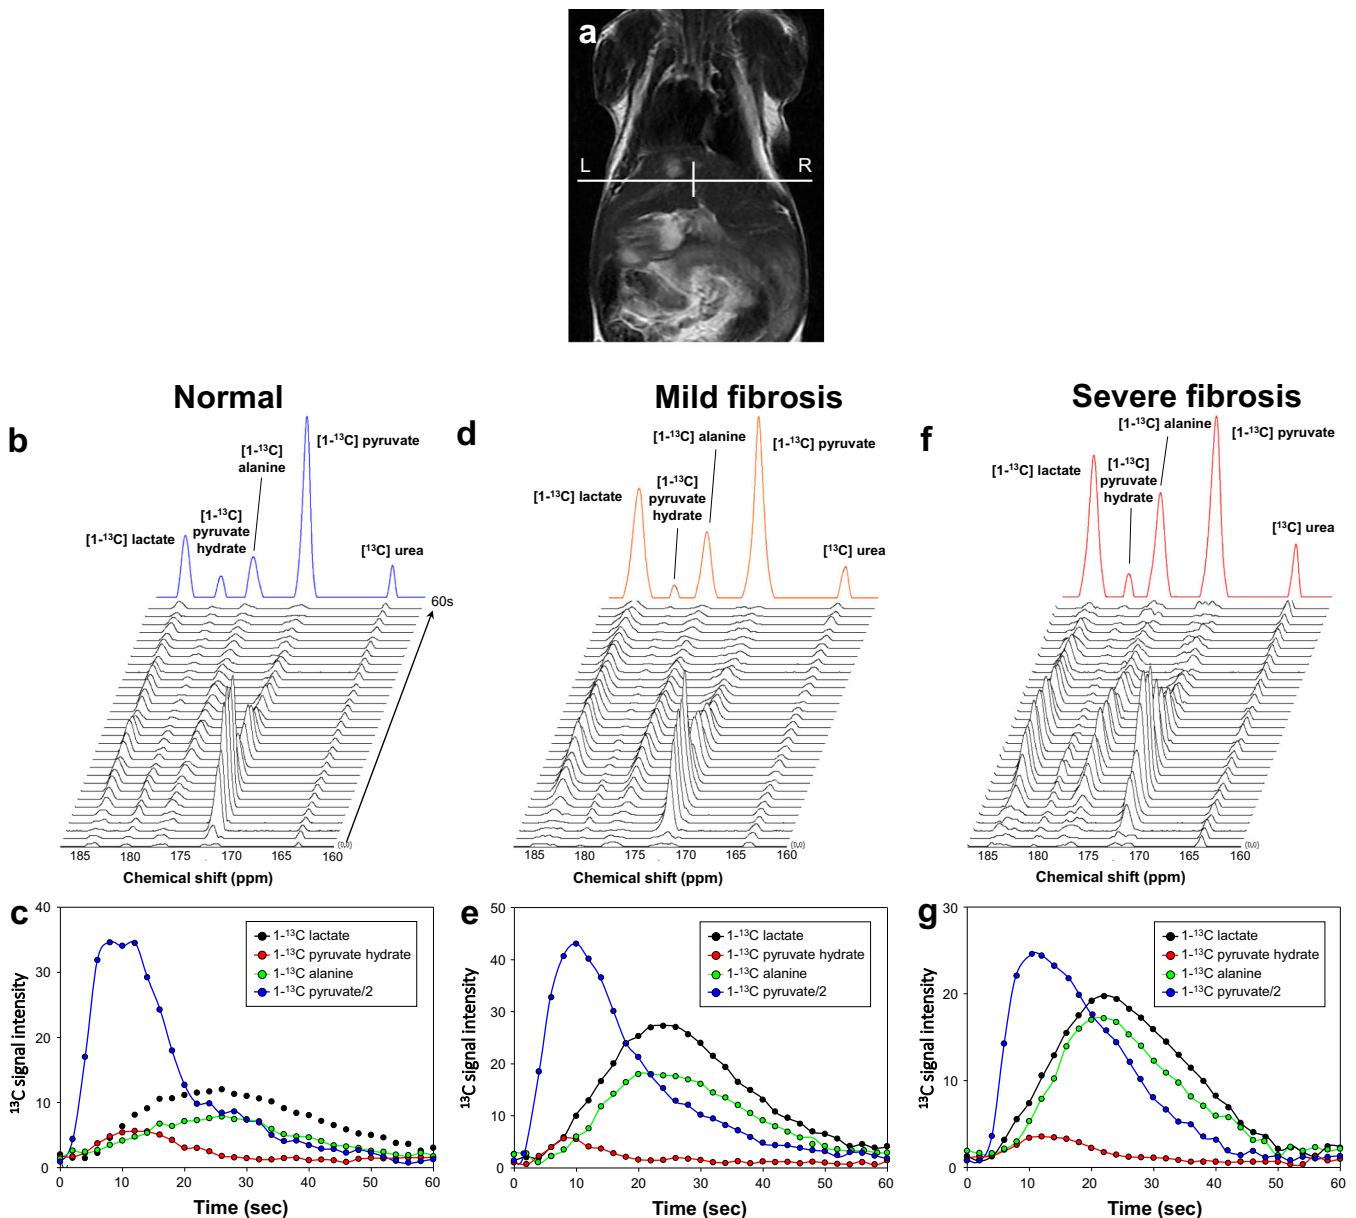 a
L R
Normal Mild fibrosis Severe fibrosis
b
[1-¹³C] lactate
[1-¹³C]
pyruvate
hydrate
[1-¹³C]
alanine
[1-¹³C] pyruvate
[¹³C] urea
60s
(0,0)
185 180 175 170 165 160
Chemical shift (ppm)
d
[1-¹³C] lactate
[1-¹³C]
pyruvate
hydrate
[1-¹³C] alanine
[1-¹³C] pyruvate
[¹³C] urea
(0,0)
185 180 175 170 165 160
Chemical shift (ppm)
f
[1-¹³C] lactate
[1-¹³C]
pyruvate
hydrate
[1-¹³C] alanine
[1-¹³C] pyruvate
[¹³C] urea
(0,0)
185 180 175 170 165 160
Chemical shift (ppm)
c
¹³C signal intensity
40
30
20
10
0
1-¹³C lactate
1-¹³C pyruvate hydrate
1-¹³C alanine
1-¹³C pyruvate/2
0 10 20 30 40 50 60
Time (sec)
e
¹³C signal intensity
50
40
30
20
10
0
1-¹³C lactate
1-¹³C pyruvate hydrate
1-¹³C alanine
1-¹³C pyruvate/2
0 10 20 30 40 50 60
Time (sec)
g
¹³C signal intensity
30
20
10
0
1-¹³C lactate
1-¹³C pyruvate hydrate
1-¹³C alanine
1-¹³C pyruvate/2
0 10 20 30 40 50 60
Time (sec)